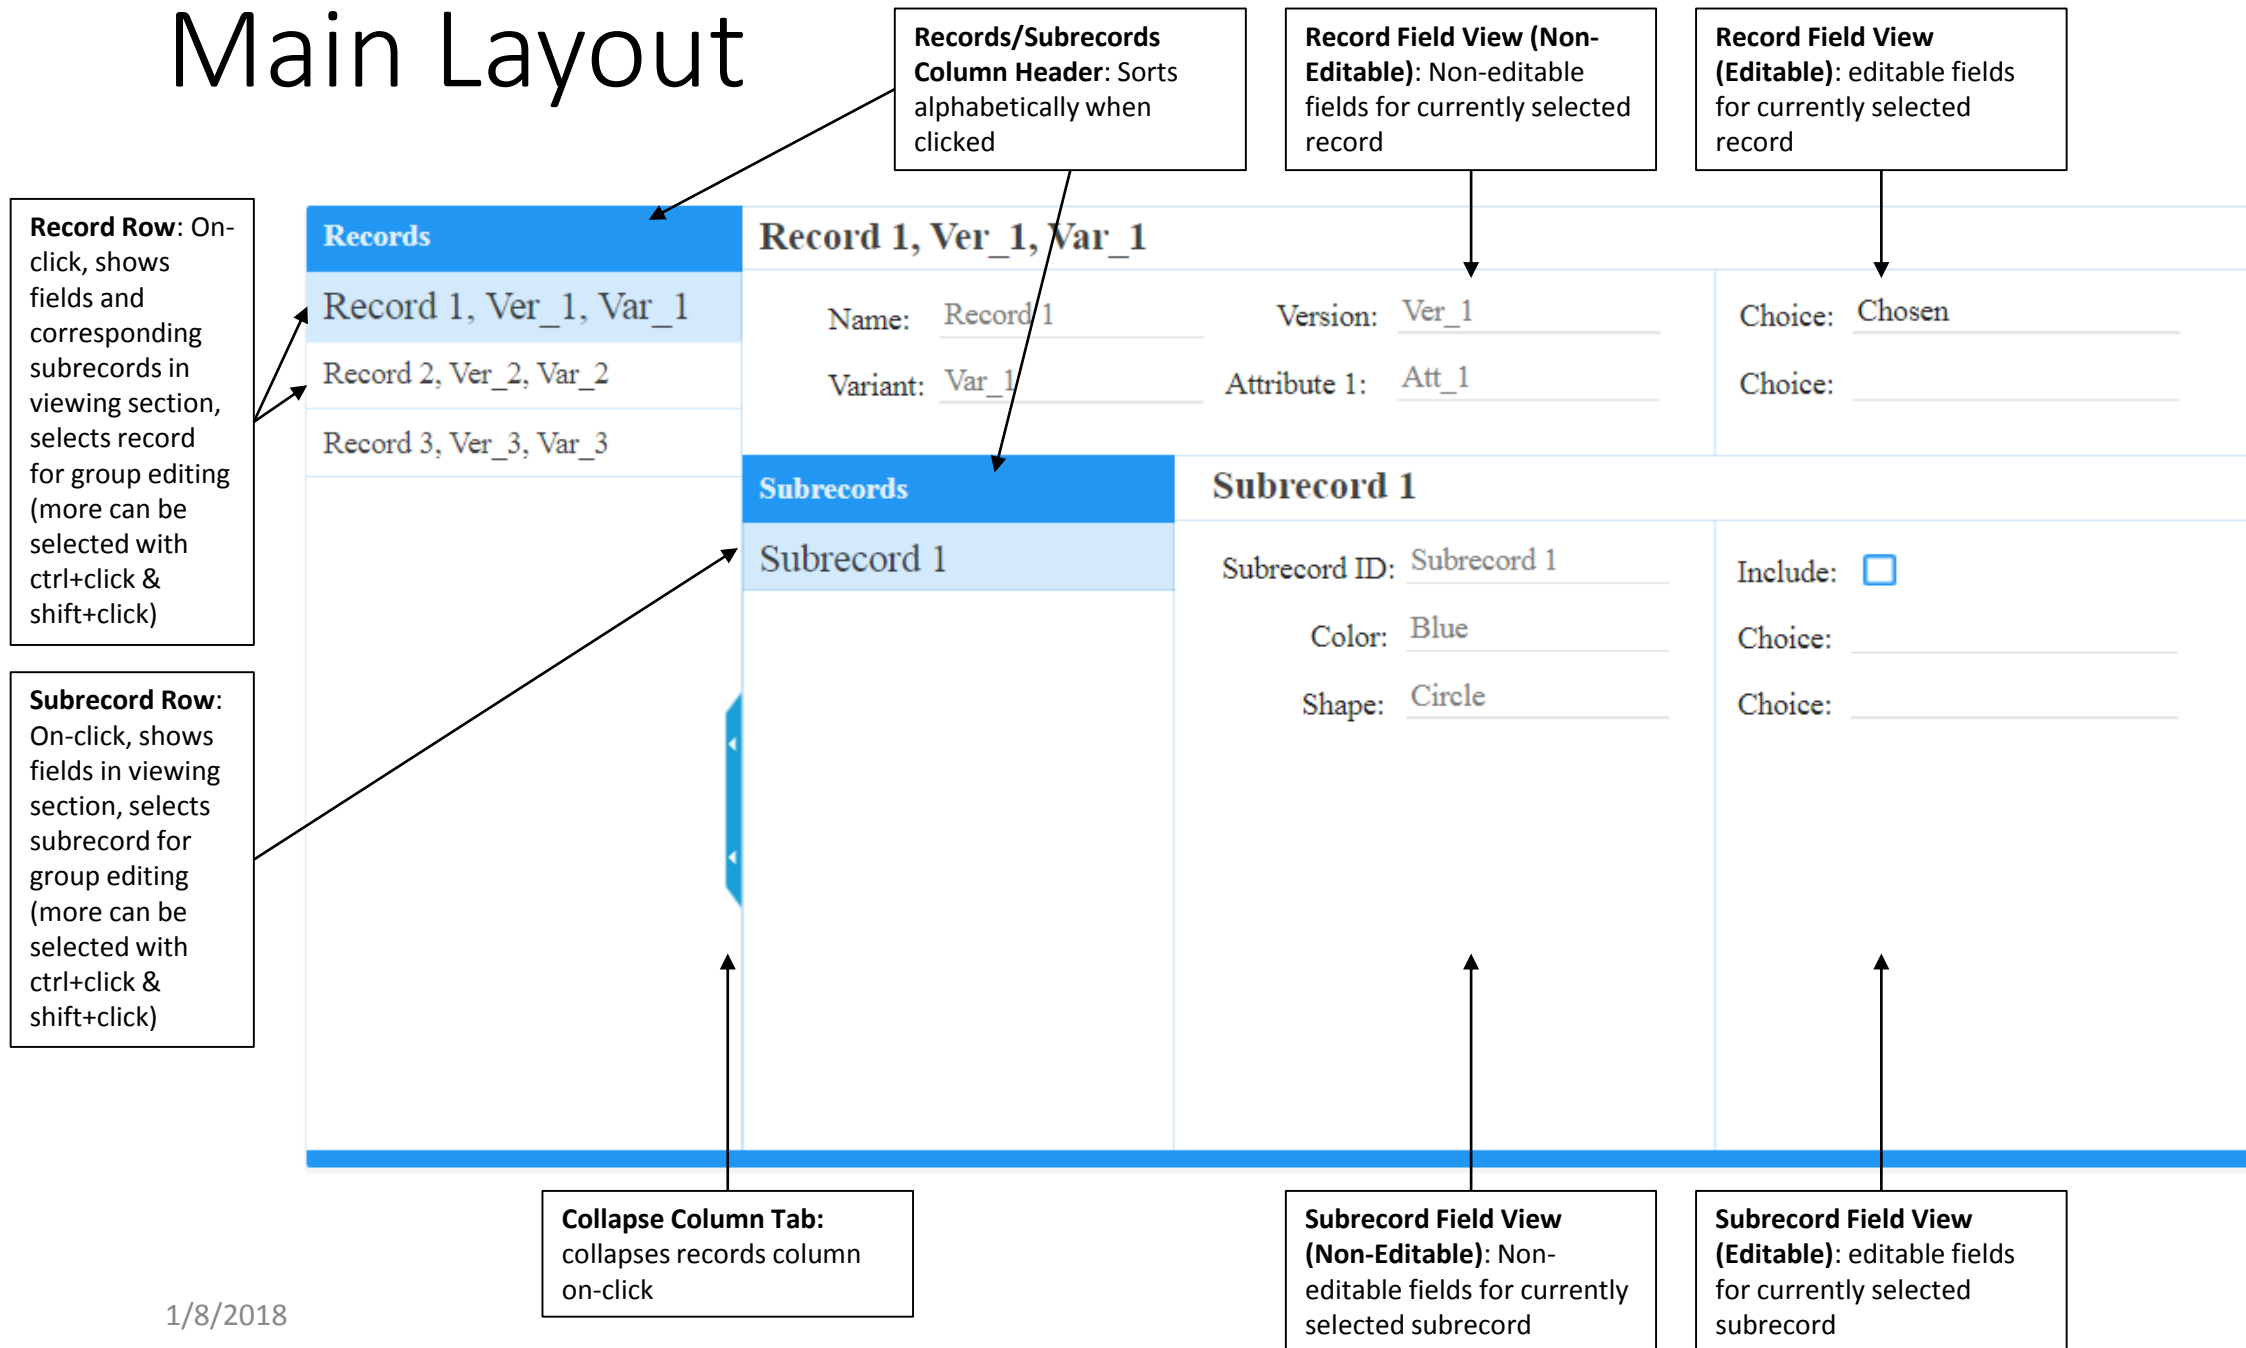 Main Layout
Records/Subrecords
Column Header: Sorts
alphabetically when
clicked
Record Field View (Non-
Editable): Non-editable
fields for currently selected
record
Record Field View
(Editable): editable fields
for currently selected
record
Record Row: On-
click, shows
fields and
corresponding
subrecords in
viewing section,
selects record
for group editing
(more can be
selected with
ctrl+click &
shift+click)
Subrecord Row:
On-click, shows
fields in viewing
section, selects
subrecord for
group editing
(more can be
selected with
ctrl+click &
shift+click)
Records
Record 1, Ver_1, Var_1
Record 2, Ver_2, Var_2
Record 3, Ver_3, Var_3
Record 1, Ver_1, Var_1
Name: Record 1 Version: Ver_1 Choice: Chosen
Variant: Var_1 Attribute 1: Att_1 Choice:
Subrecords
Subrecord 1
Subrecord 1
Subrecord ID: Subrecord 1 Include:
Color: Blue Choice:
Shape: Circle Choice:
Collapse Column Tab:
collapses records column
on-click
Subrecord Field View
(Non-Editable): Non-
editable fields for currently
selected subrecord
Subrecord Field View
(Editable): editable fields
for currently selected
subrecord
1/8/2018